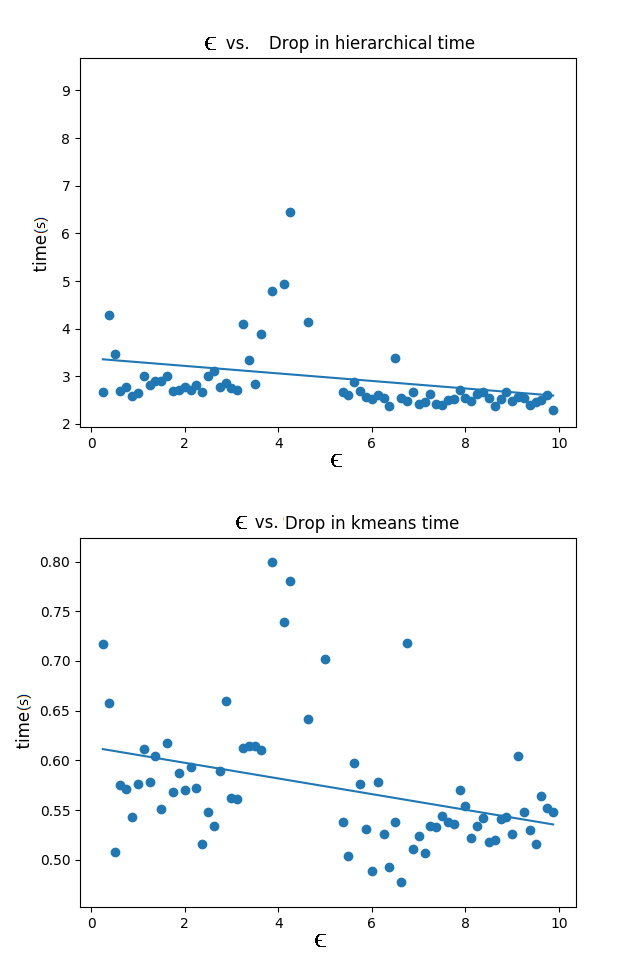 ∈ vs. Drop in hierarchical time
9
8
7
6
5
4
3
2
time(s)
0 2 4 6 8 10
∈
∈ vs. Drop in kmeans time
0.80
0.75
0.70
0.65
0.60
0.55
0.50
time(s)
0 2 4 6 8 10
∈